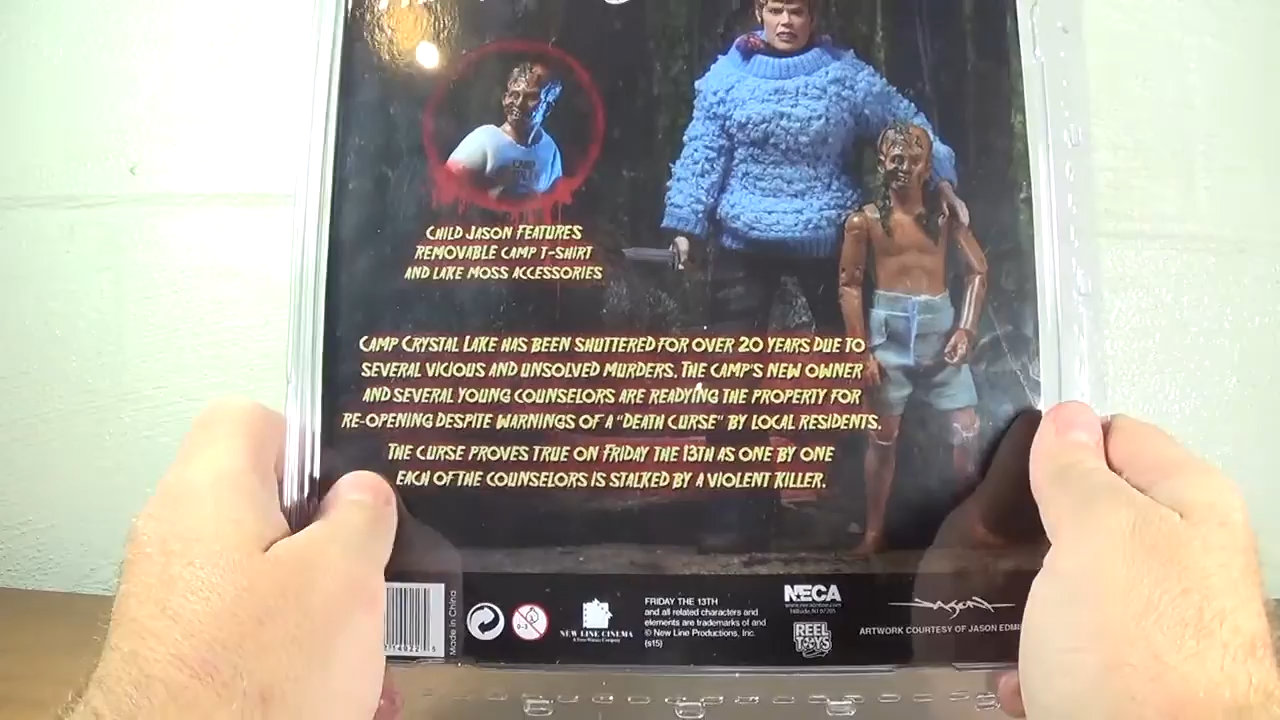 CHILD JASON FEATURES
REMOVABLE CAMP T-SHIRT
AND LAKE MOSS ACCESSORIES
CAMP CRYSTAL LAKE HAS BEEN SHUTTERED FOR OVER 20 YEARS DUE TO
SEVERAL VICIOUS AND UNSOLVED MURDERS. THE CAMP'S NEW OWNER
AND SEVERAL YOUNG COUNSELORS ARE READYING THE PROPERTY FOR
RE-OPENING DESPITE WARNINGS OF A "DEATH CURSE" BY LOCAL RESIDENTS.
THE CURSE PROVES TRUE ON FRIDAY THE 13TH AS ONE BY ONE
EACH OF THE COUNSELORS IS STALKED BY A VIOLENT KILLER.
Made in China
0-3
NEW LINE CINEMA
FRIDAY THE 13TH
and all related characters and
elements are trademarks of and
© New Line Productions, Inc.
(s15)
NECA
REEL
TOYS
JASON
ARTWORK COURTESY OF JASON